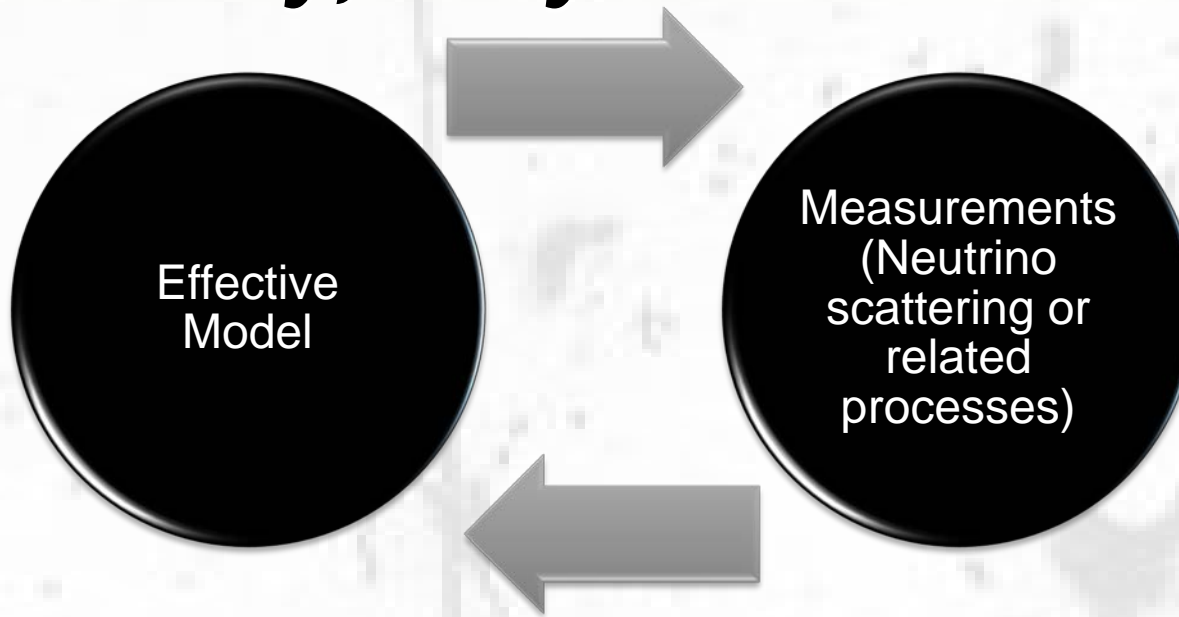 Effective
Model
Measurements
(Neutrino
scattering or
related
processes)